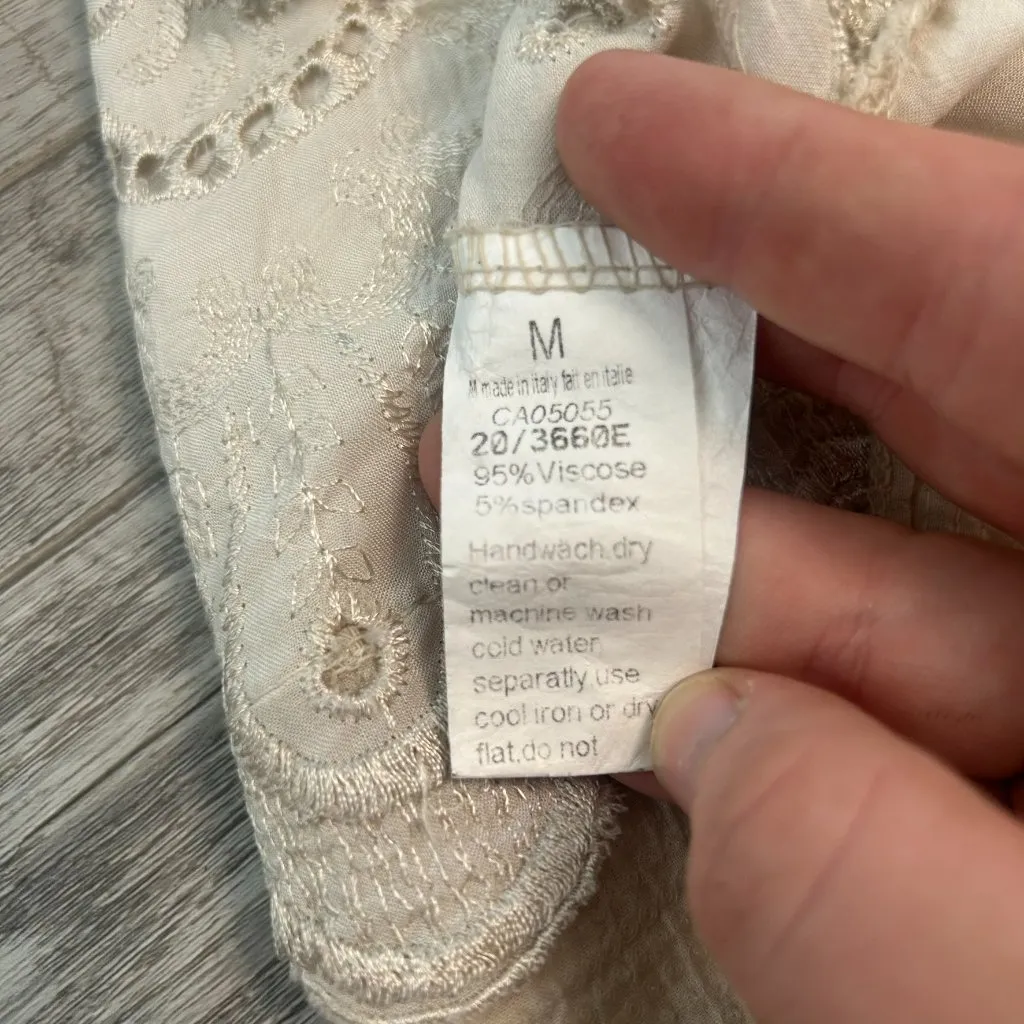 M
M made in italy fait en italie
CA05055
20/3660E
95%Viscose
5%spandex
Handwach.dry
clean or
machine wash
cold water
separatly use
cool iron or dry
flat.do not